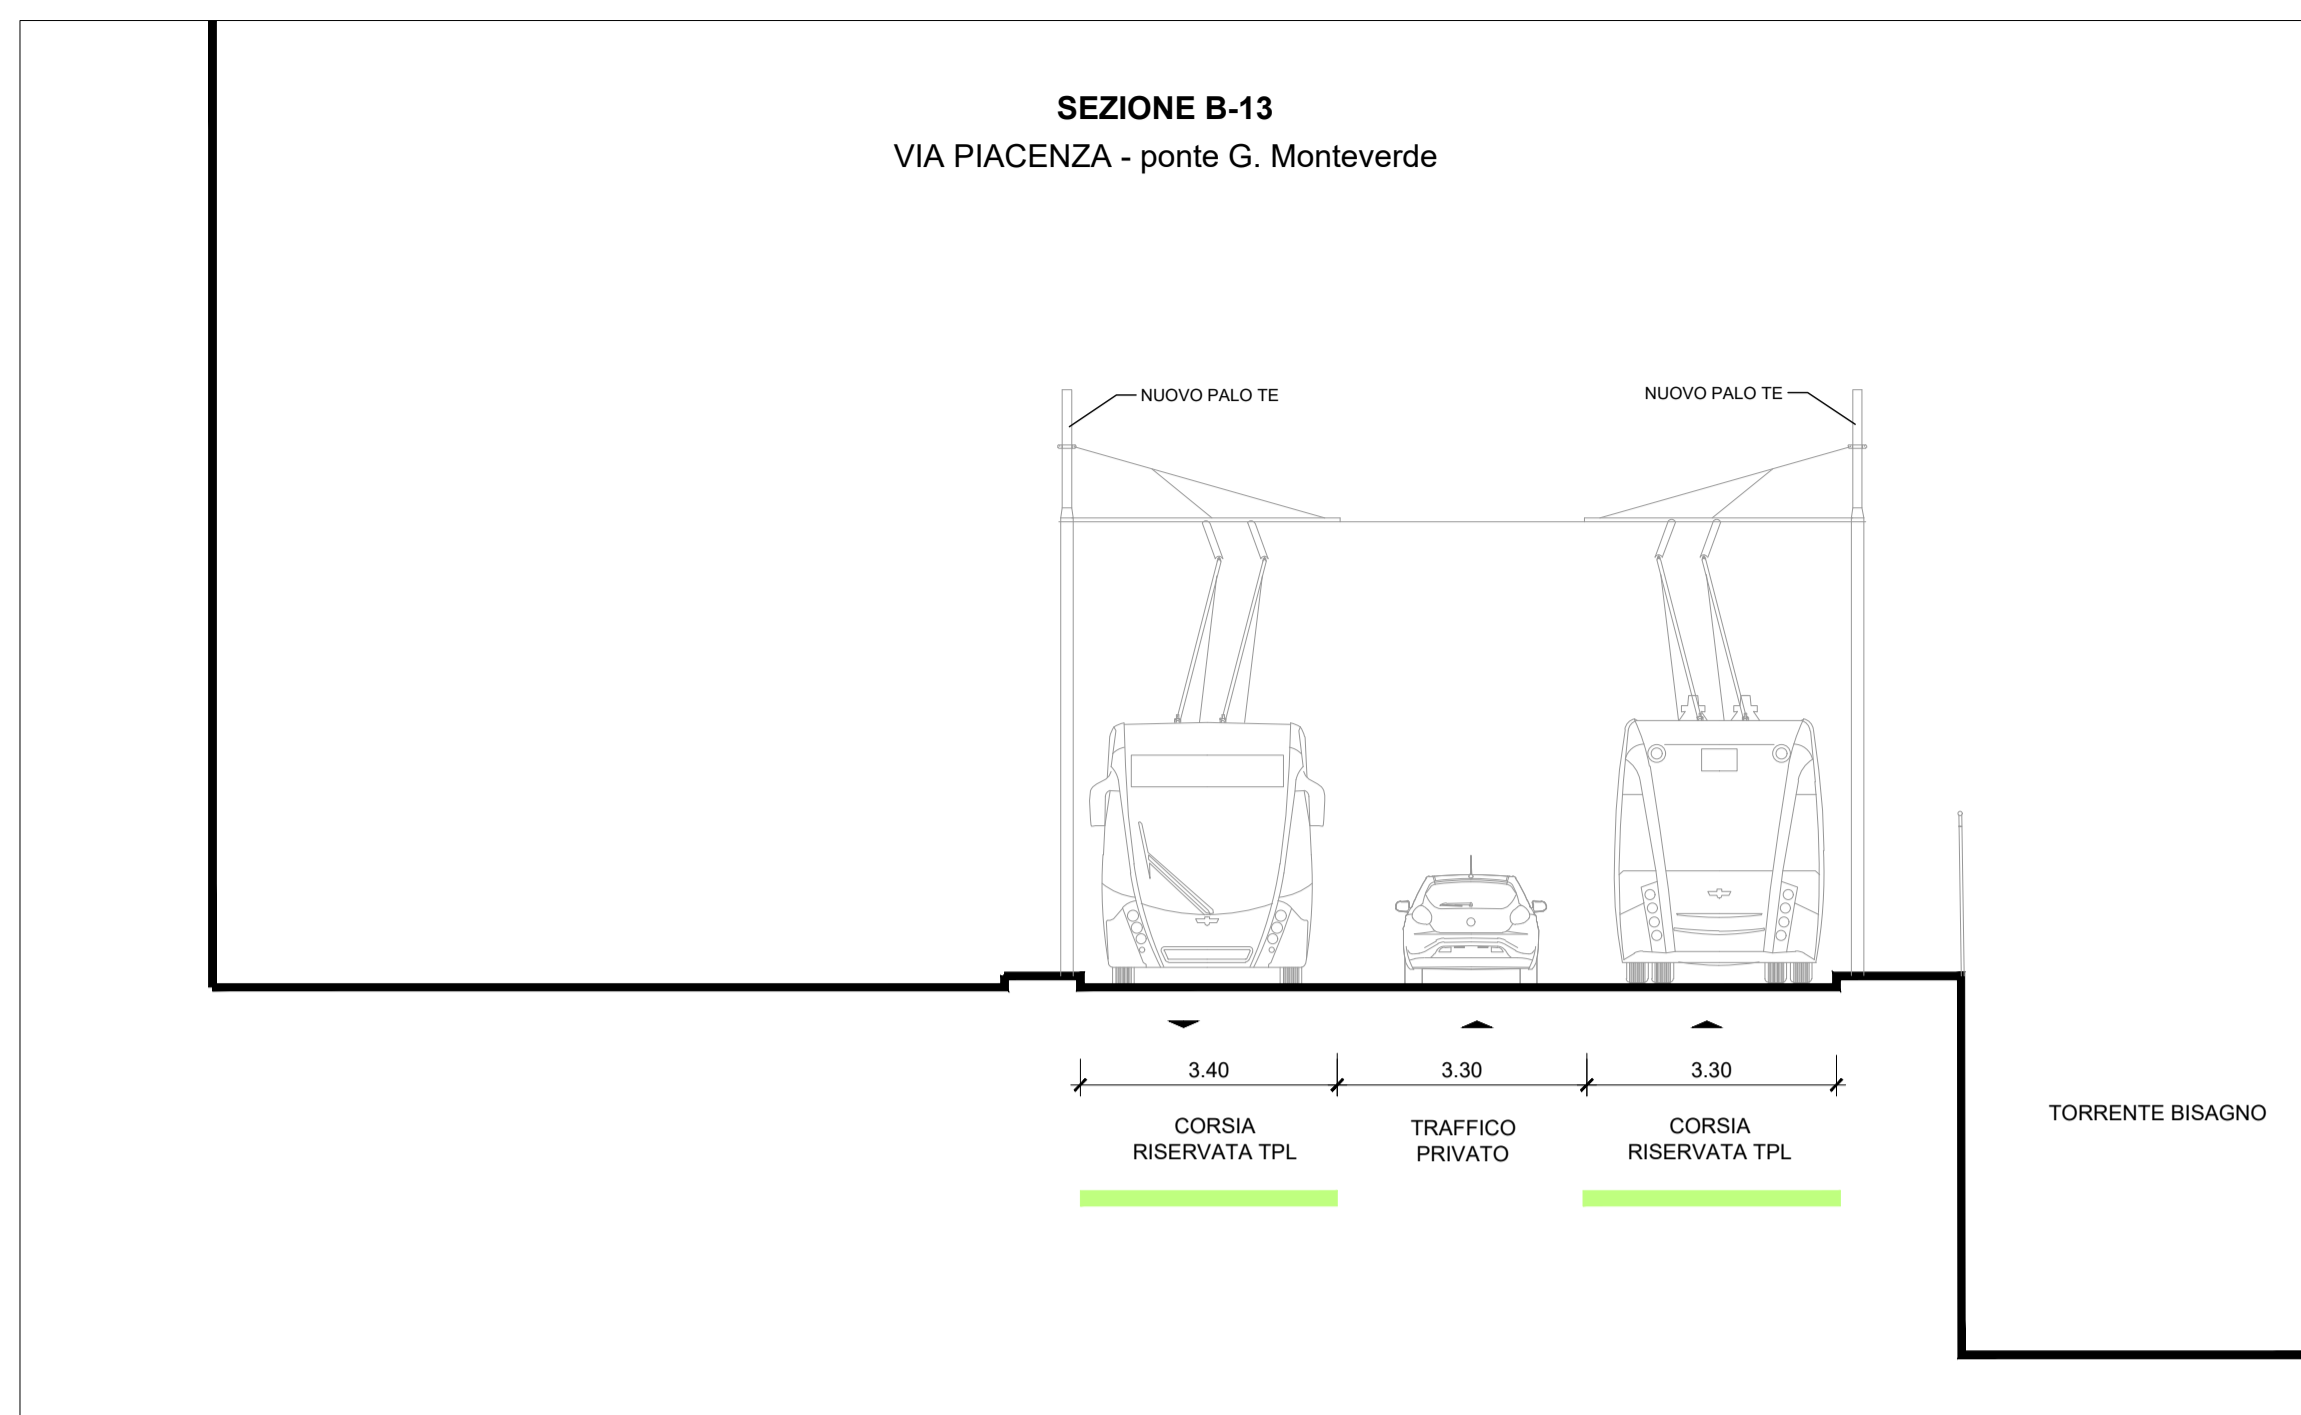 SEZIONE B-13
VIA PIACENZA - ponte G. Monteverde
NUOVO PALO TE
NUOVO PALO TE
3.40
3.30
3.30
CORSIA
RISERVATA TPL
TRAFFICO
PRIVATO
CORSIA
RISERVATA TPL
TORRENTE BISAGNO